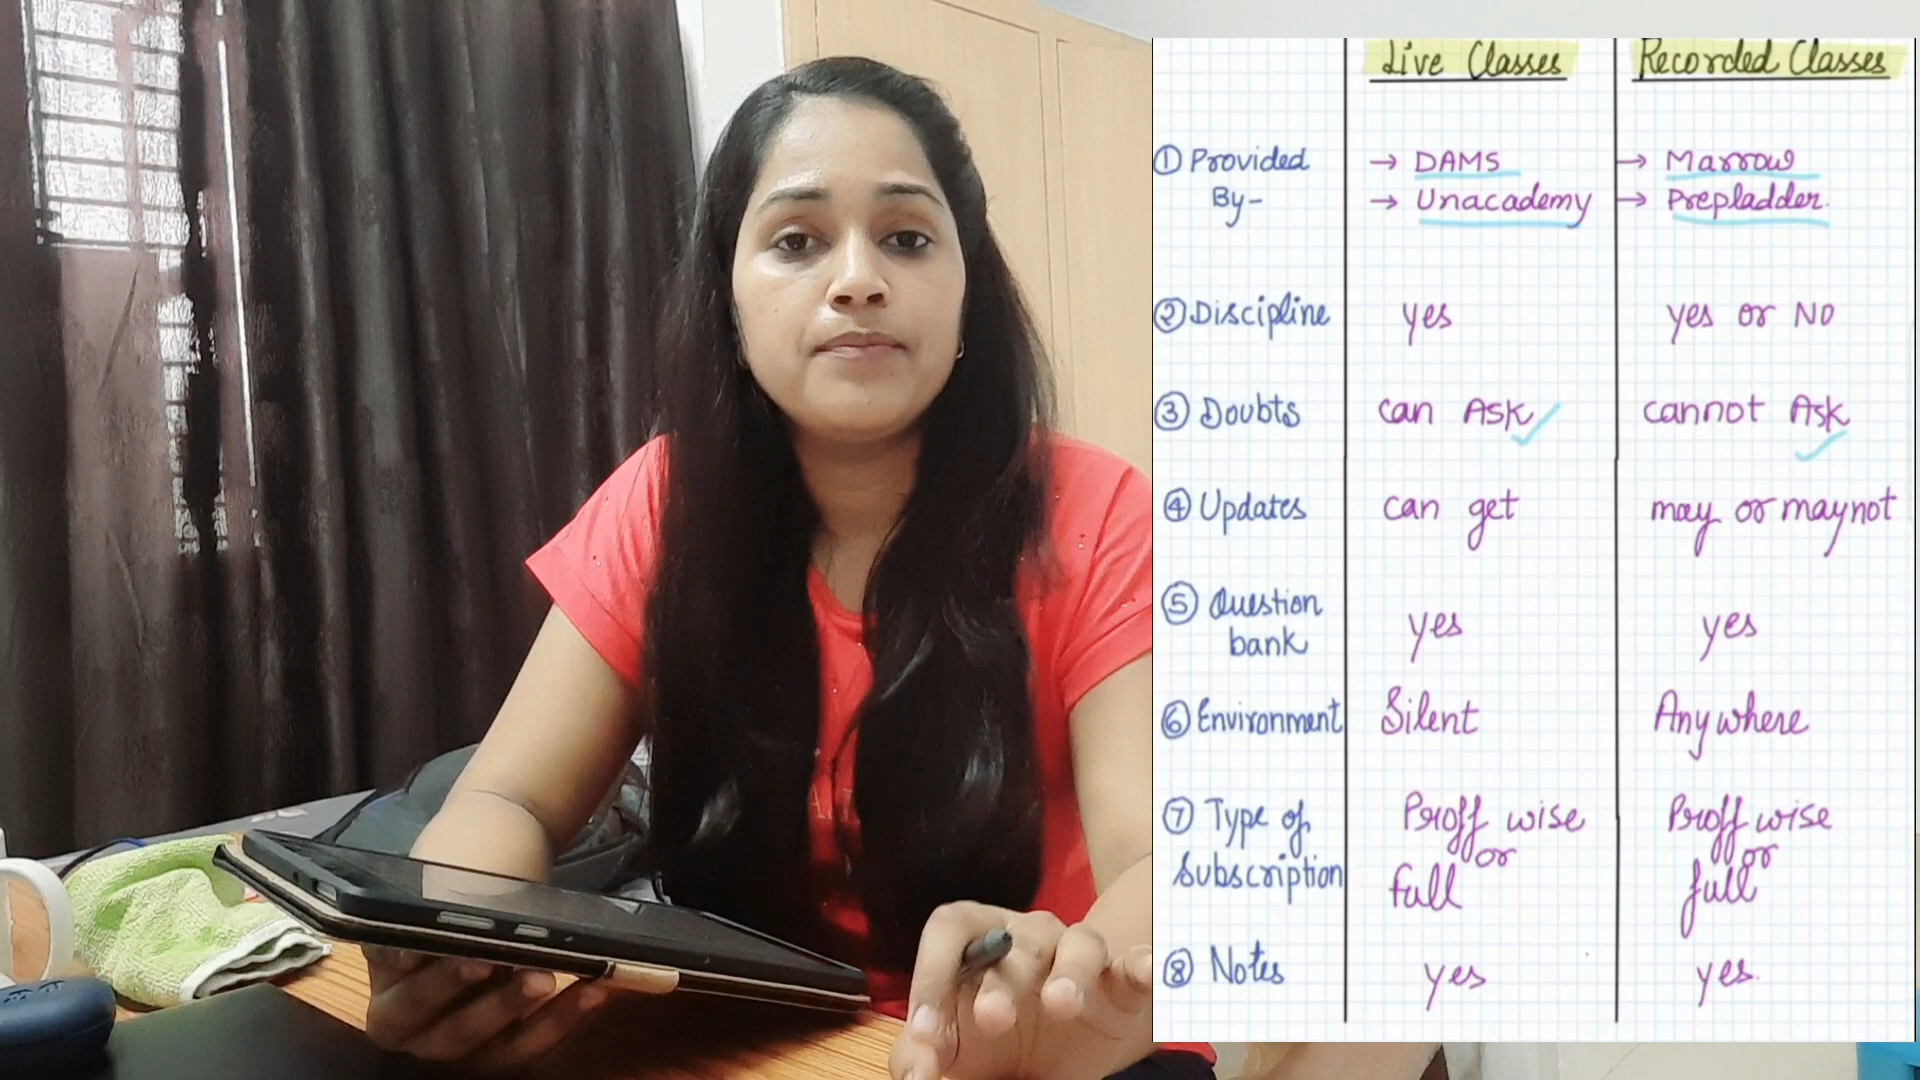 Live Classes Recorded Classes
① Provided → DAMS → Marrow
By- → Unacademy → Prepladder.
② Discipline yes yes or NO
③ Doubts can Ask cannot Ask
④ Updates can get may or maynot
⑤ Question
bank yes yes
⑥ Environment Silent Anywhere
⑦ Type of Proff wise Proff wise
or or
Subscription full full
⑧ Notes yes yes.